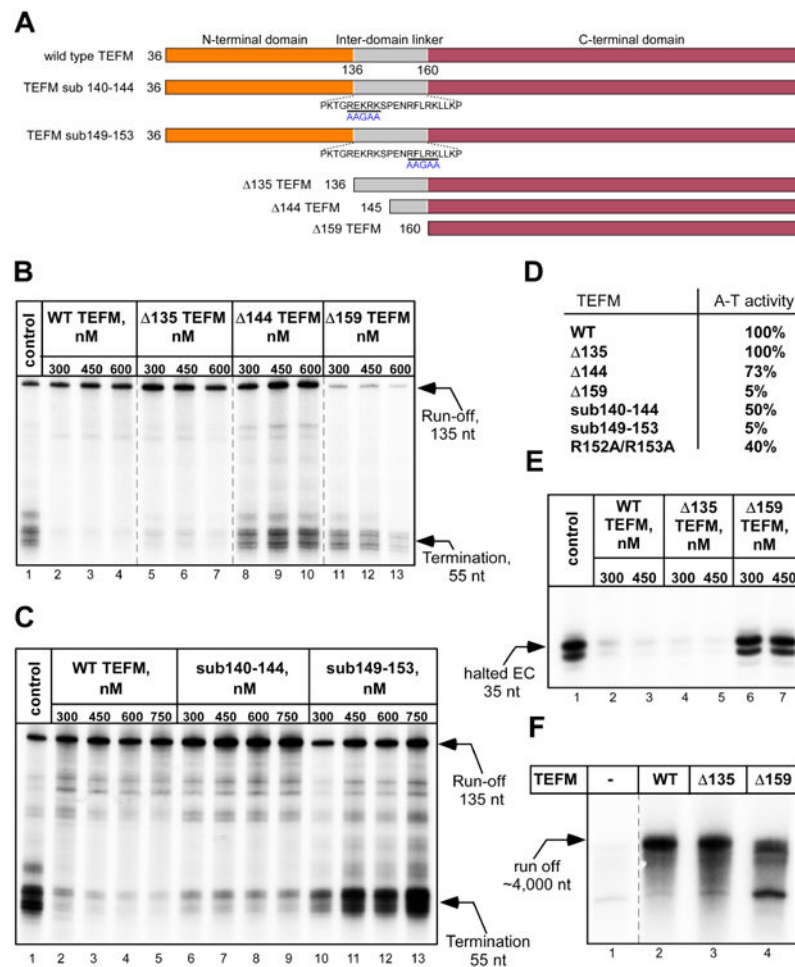 A
N-terminal domain Inter-domain linker C-terminal domain
wild type TEFM 36
136 160
TEFM sub 140-144 36
PKTGREKRKSPENRFLRKLLKP
AAGAA
TEFM sub149-153 36
PKTGREKRKSPENRFLRKLLKP
AAGAA
Δ135 TEFM 136
Δ144 TEFM 145
Δ159 TEFM 160
B
control WT TEFM, nM Δ135 TEFM nM Δ144 TEFM nM Δ159 TEFM nM
300 450 600 300 450 600 300 450 600 300 450 600
Run-off, 135 nt
Termination, 55 nt
1 2 3 4 5 6 7 8 9 10 11 12 13
C
control WT TEFM, nM sub140-144, nM sub149-153, nM
300 450 600 750 300 450 600 750 300 450 600 750
Run-off 135 nt
Termination 55 nt
1 2 3 4 5 6 7 8 9 10 11 12 13
D
TEFM A-T activity
WT 100%
Δ135 100%
Δ144 73%
Δ159 5%
sub140-144 50%
sub149-153 5%
R152A/R153A 40%
E
control WT TEFM, nM Δ135 TEFM, nM Δ159 TEFM, nM
300 450 300 450 300 450
halted EC 35 nt
1 2 3 4 5 6 7
F
TEFM - WT Δ135 Δ159
run off ~4,000 nt
1 2 3 4